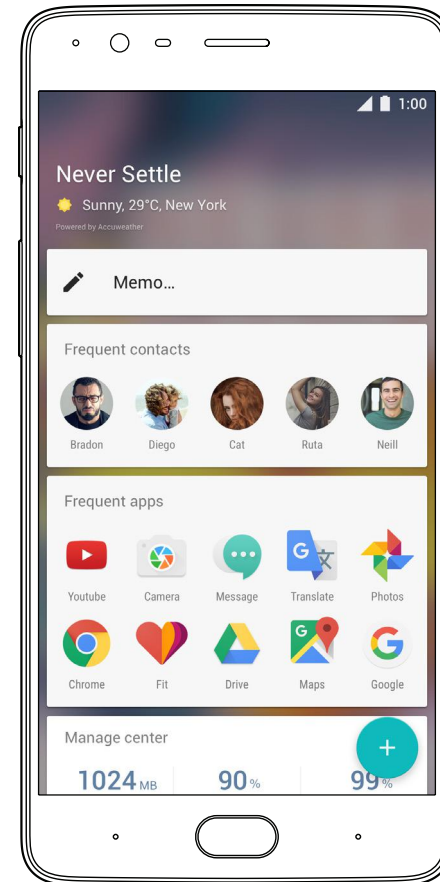 1:00
Never Settle
Sunny, 29°C, New York
Powered by Accuweather
Memo...
Frequent contacts
Bradon Diego Cat Ruta Neill
Frequent apps
G 文
Youtube Camera Message Translate Photos
G G
Chrome Fit Drive Maps Google
Manage center
+
1024 MB 90 % 99 %